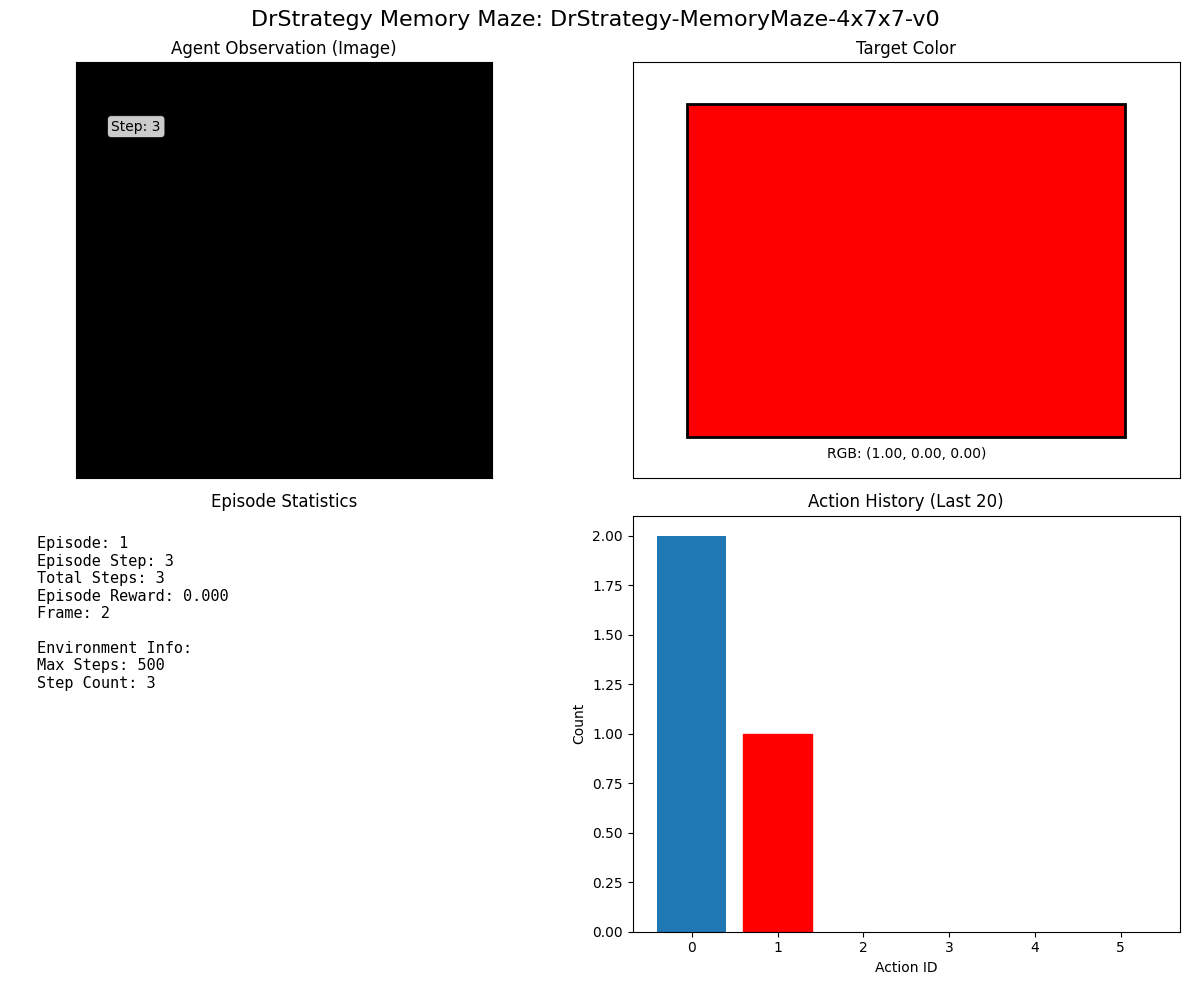 DrStrategy Memory Maze: DrStrategy-MemoryMaze-4x7x7-v0
Agent Observation (Image)
Step: 3
Target Color
RGB: (1.00, 0.00, 0.00)
Episode Statistics
Episode: 1
Episode Step: 3
Total Steps: 3
Episode Reward: 0.000
Frame: 2
Environment Info:
Max Steps: 500
Step Count: 3
Action History (Last 20)
Count
2.00
1.75
1.50
1.25
1.00
0.75
0.50
0.25
0.00
0 1 2 3 4 5
Action ID